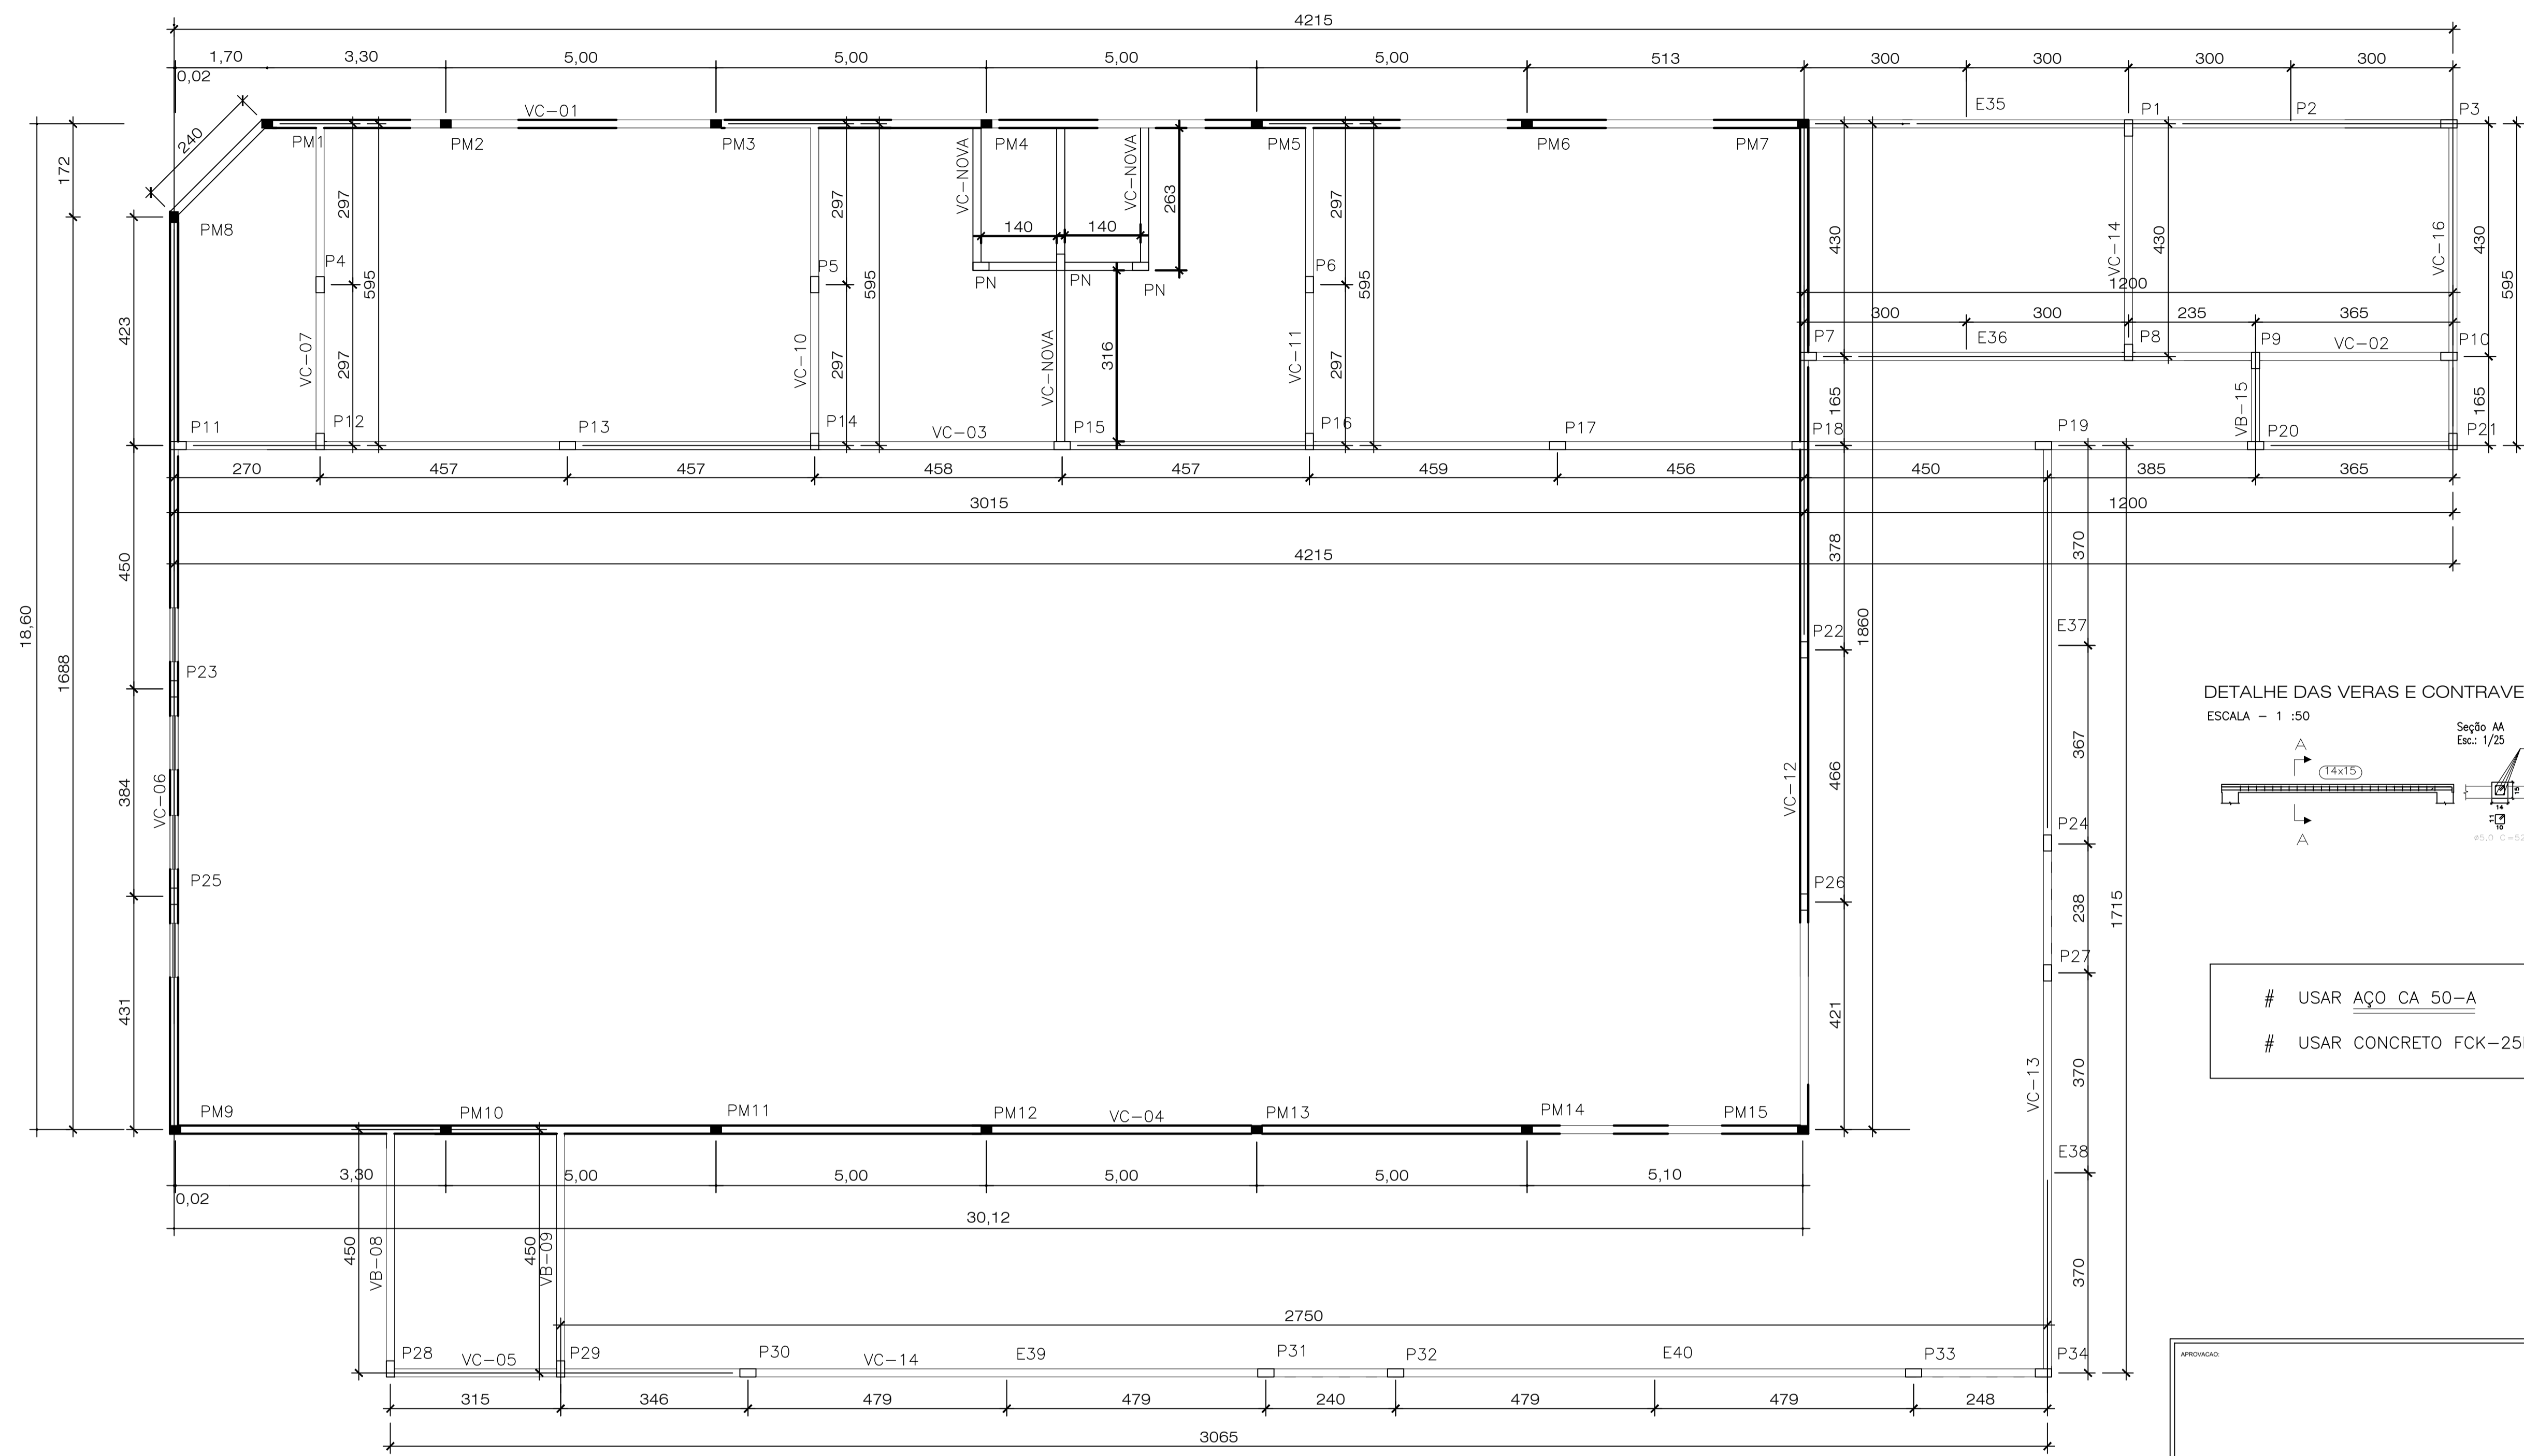 4215
1,70 3,30 5,00 5,00 5,00 5,00 513 300 300 300 300
0,02
E35 P1 P2 P3
VC-01
240
PM1 PM2 PM3 PM4 PM5 PM6 PM7
172
297 297 263 297
VC-NOVA VC-NOVA
140 140
PM8
430 VC-14 430 VC-16 430
595
P4 P5 P6
595 595 595
PN PN PN
1200
300 300 235 365
423
VC-07 297 VC-10 297 VC-NOVA 316 VC-11 297
P7 E36 P8 P9 VC-02 P10
165 VB-15 165
P11 P12 P13 P14 VC-03 P15 P16 P17 P18 P19 P20 P21
270 457 457 458 457 459 456 450 385 365
3015 1200
4215
450 378 370
18,60
1688
P22 1860 E37
P23
DETALHE DAS VERAS E CONTRAVE
ESCALA - 1 :50
Seção AA
Esc.: 1/25
A
14x15
15
14
11
10
A
ø5.0 C=52
VC-06 384 VC-12 466 367
P24
P25 P26
238 1715
P27
# USAR AÇO CA 50-A
# USAR CONCRETO FCK-25
431 421 VC-13 370
PM9 PM10 PM11 PM12 VC-04 PM13 PM14 PM15
E38
3,30 5,00 5,00 5,00 5,00 5,10
0,02
30,12
450 VB-08 450 VB-09 370
2750
P28 VC-05 P29 P30 VC-14 E39 P31 P32 E40 P33 P34
APROVACAO:
315 346 479 479 240 479 479 248
3065